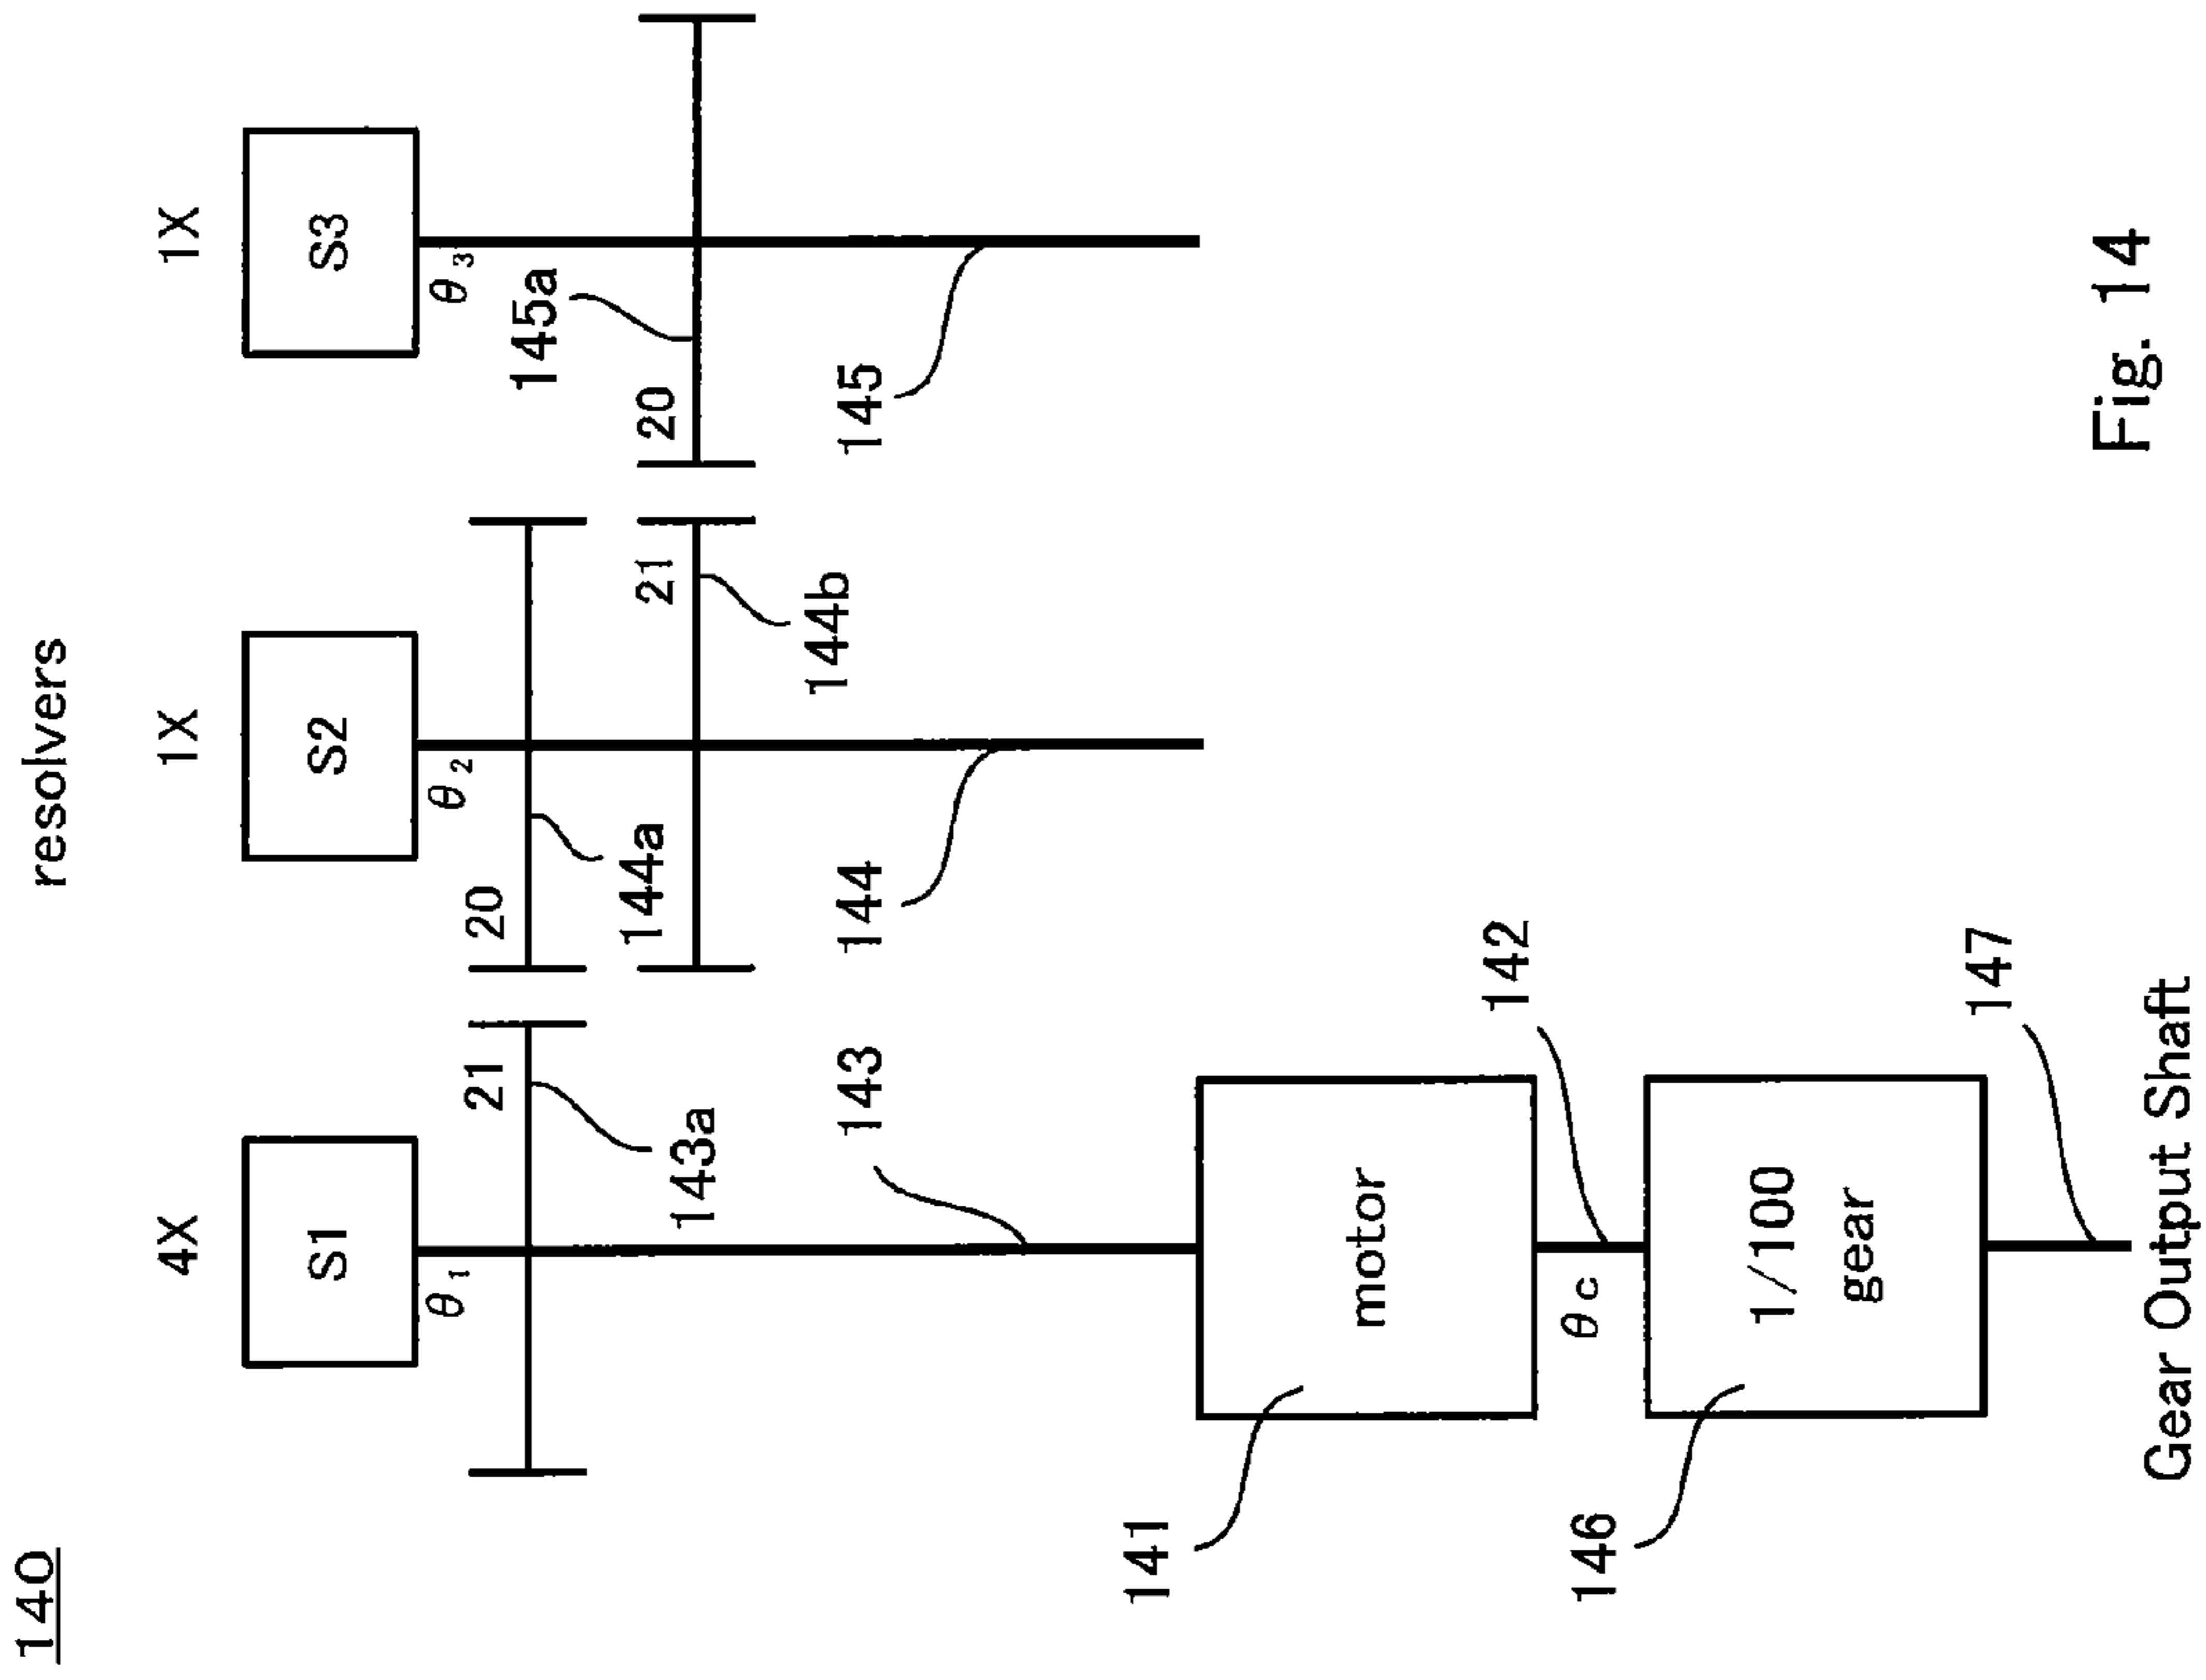 140
resolvers
4X
1X
1X
S1
S2
S3
θ1
θ2
θ3
21
20
143a
144a
21
20
145a
144b
143
144
145
141
motor
142
θc
146
1/100
gear
147
Gear Output Shaft
Fig. 14